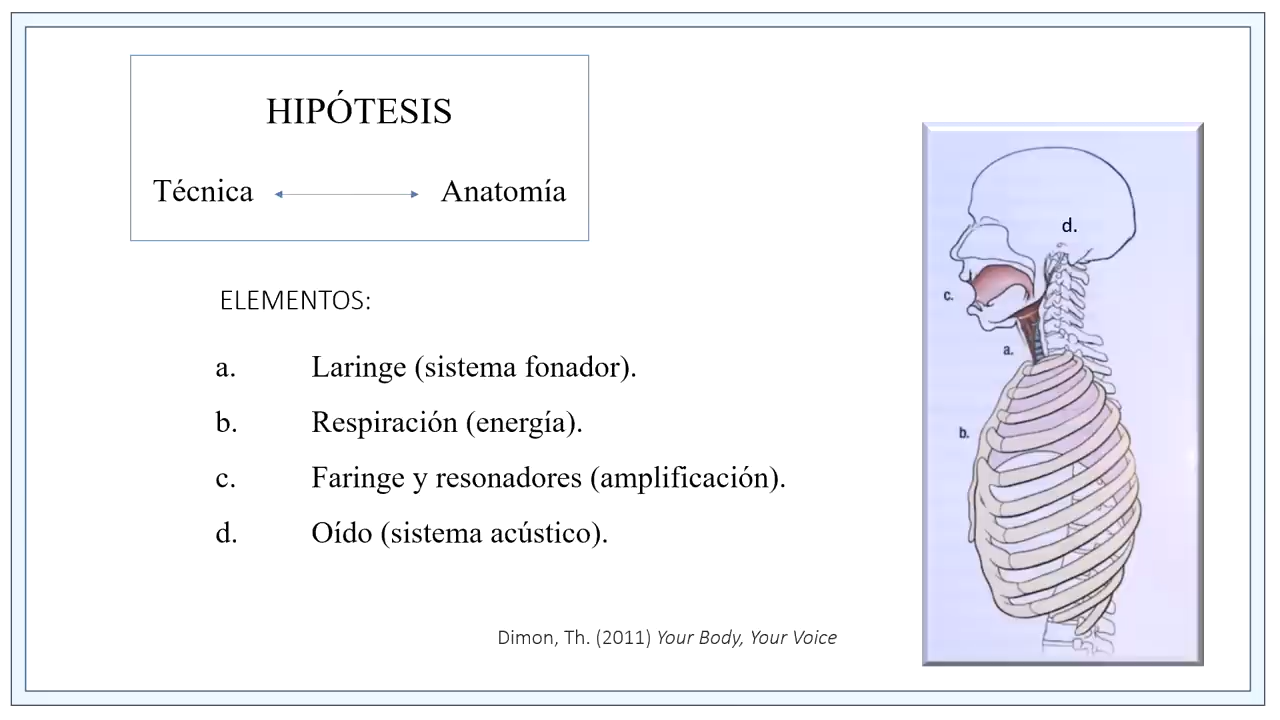 HIPÓTESIS
Técnica Anatomía
ELEMENTOS:
a. Laringe (sistema fonador).
b. Respiración (energía).
c. Faringe y resonadores (amplificación).
d. Oído (sistema acústico).
Dimon, Th. (2011) Your Body, Your Voice
d.
c.
a.
b.